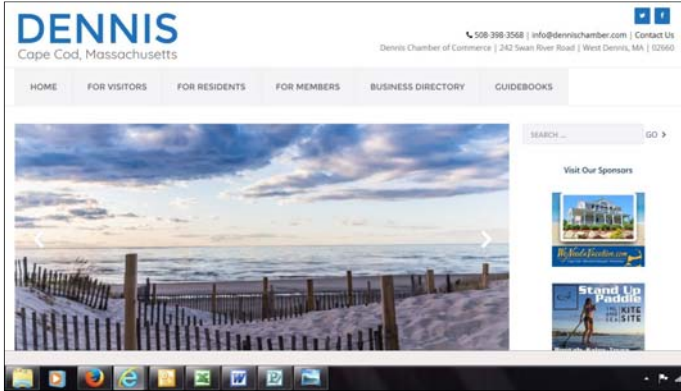 DENNIS
Cape Cod, Massachusetts
508-398-3568 | info@dennischamber.com | Contact Us
Dennis Chamber of Commerce | 242 Swan River Road | West Dennis, MA | 02660
HOME FOR VISITORS FOR RESIDENTS FOR MEMBERS BUSINESS DIRECTORY GUIDEBOOKS
SEARCH ... GO
Visit Our Sponsors
WeNeedaVacation.com
Stand Up
Paddle
KITE
SITE